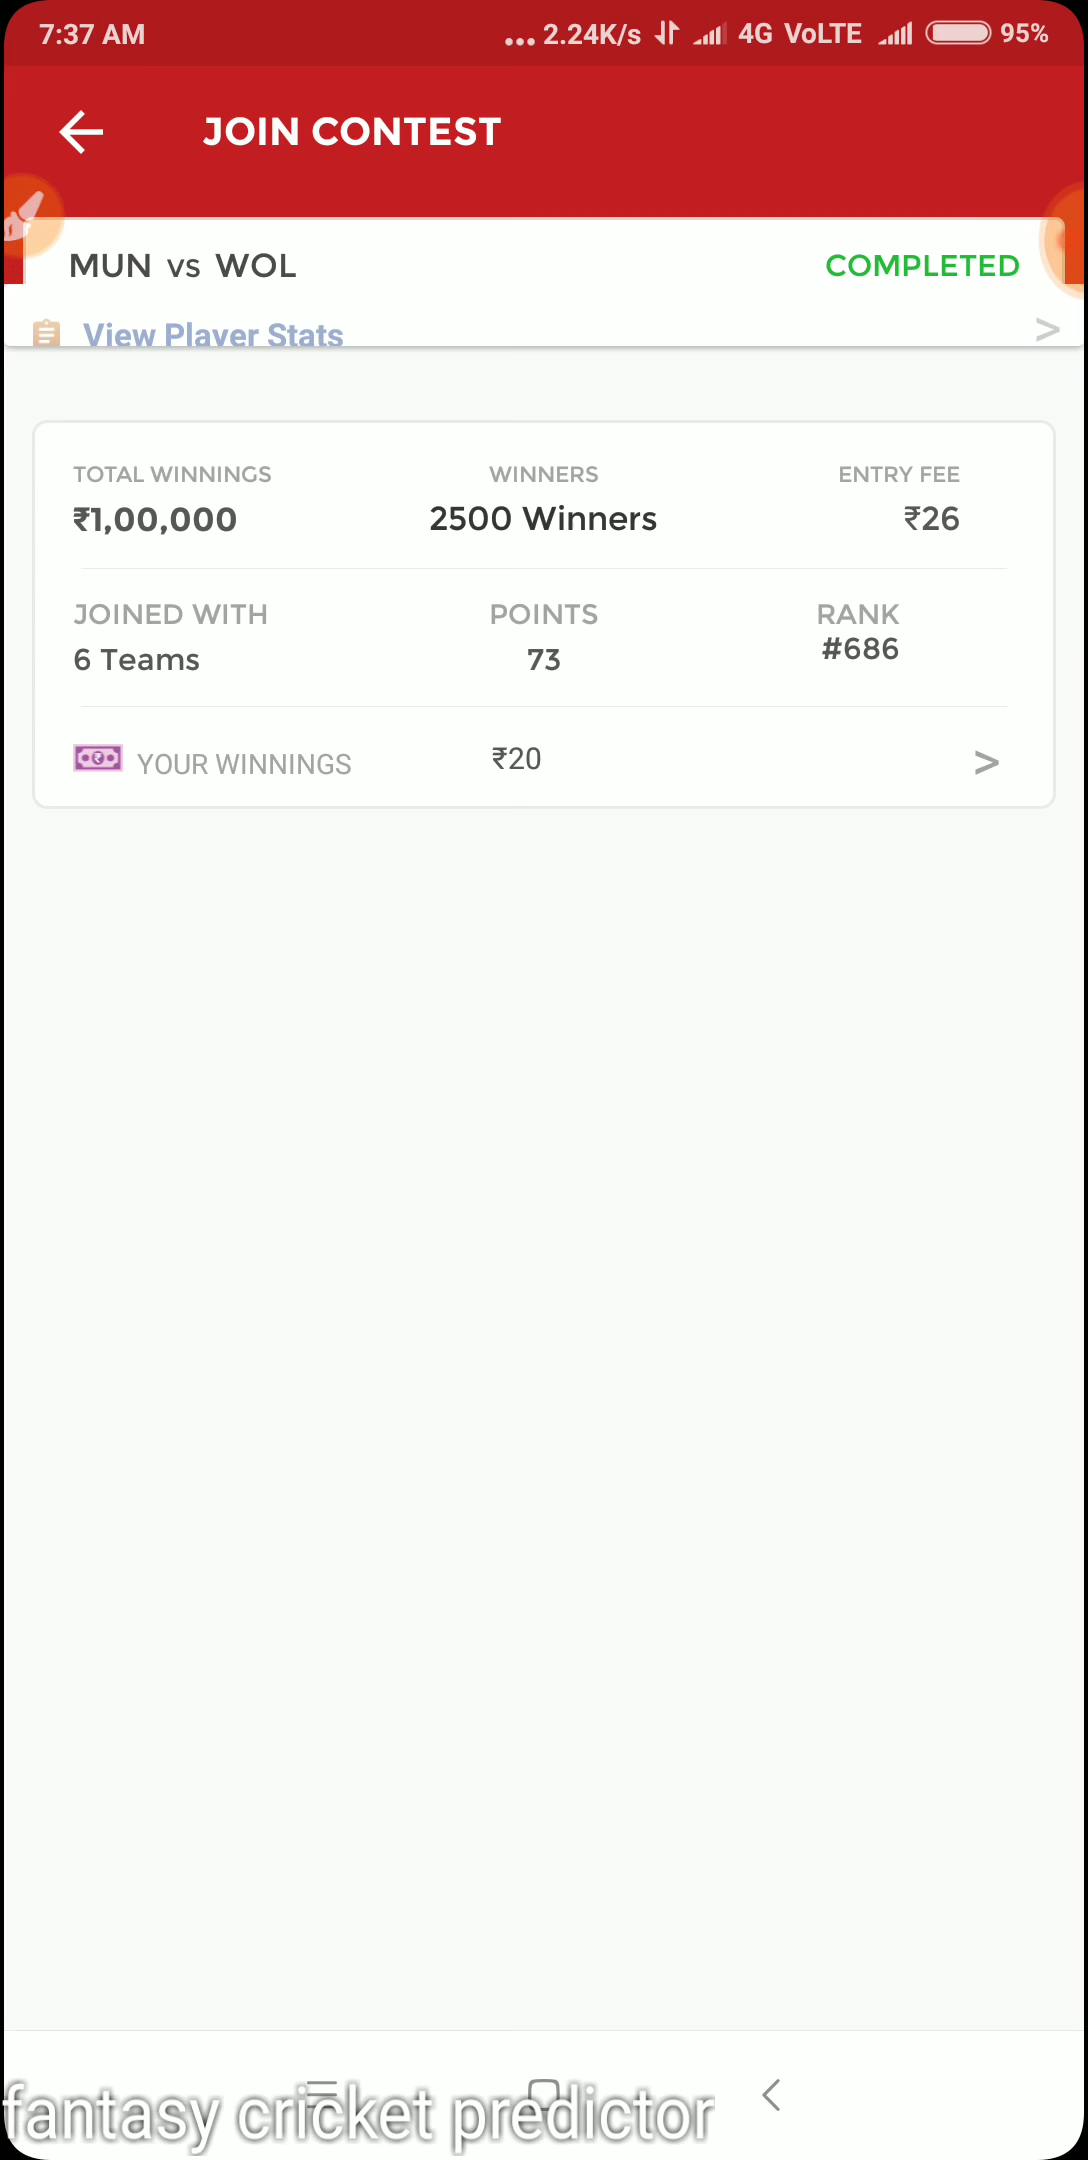 7:37 AM ... 2.24K/s 4G VoLTE 95%
JOIN CONTEST
MUN vs WOL COMPLETED
View Player Stats >
TOTAL WINNINGS WINNERS ENTRY FEE
₹1,00,000 2500 Winners ₹26
JOINED WITH POINTS RANK
6 Teams 73 #686
YOUR WINNINGS ₹20 >
fantasy cricket predictor